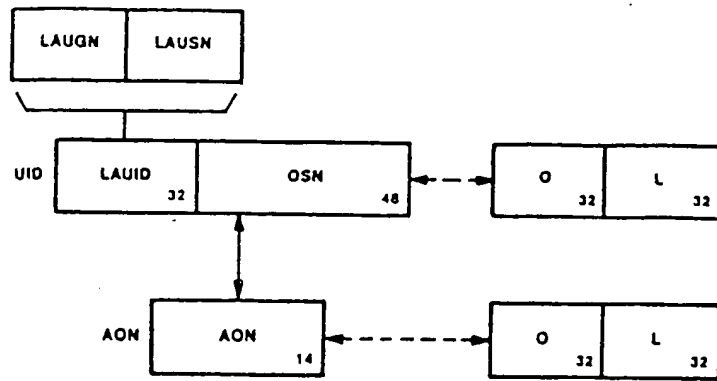 LAUGN LAUSN
UID LAUID 32 OSN 48 O 32 L 32
AON AON 14 O 32 L 32